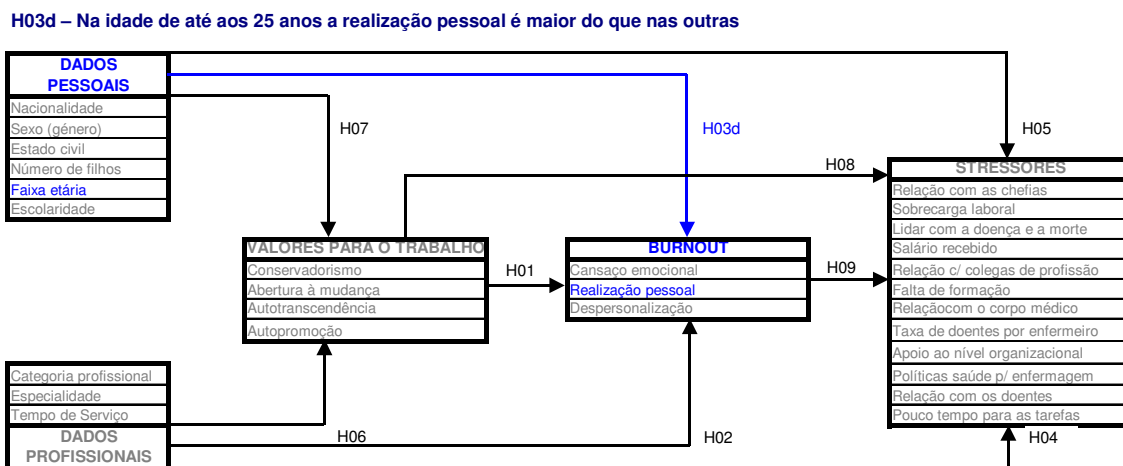 H03d – Na idade de até aos 25 anos a realização pessoal é maior do que nas outras
DADOS
PESSOAIS
Nacionalidade
Sexo (género)
Estado civil
Número de filhos
Faixa etária
Escolaridade
H07
H03d
H05
H08
STRESSORES
Relação com as chefias
Sobrecarga laboral
Lidar com a doença e a morte
Salário recebido
Relação c/ colegas de profissão
Falta de formação
Relaçãocom o corpo médico
Taxa de doentes por enfermeiro
Apoio ao nível organizacional
Políticas saúde p/ enfermagem
Relação com os doentes
Pouco tempo para as tarefas
VALORES PARA O TRABALHO
Conservadorismo
Abertura à mudança
Autotranscendência
Autopromoção
H01
BURNOUT
Cansaço emocional
Realização pessoal
Despersonalização
H09
Categoria profissional
Especialidade
Tempo de Serviço
DADOS
PROFISSIONAIS
H06
H02
H04